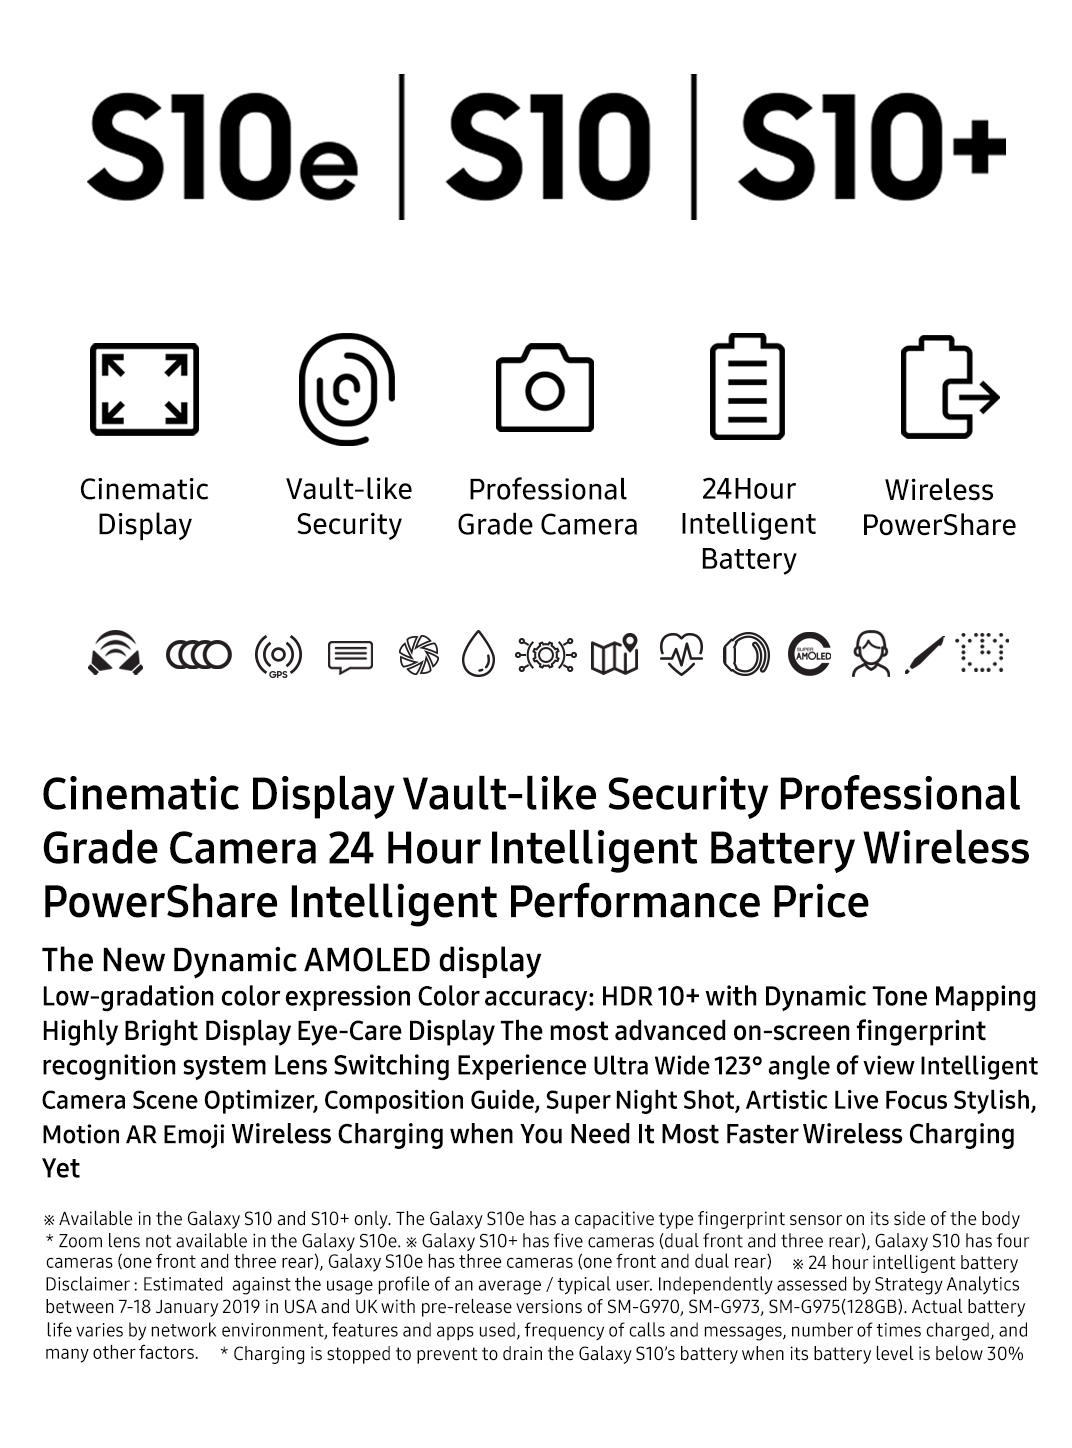 S10e | S10 | S10+
Cinematic
Display
Vault-like
Security
Professional
Grade Camera
24Hour
Intelligent
Battery
Wireless
PowerShare
GPS
SUPER
AMOLED
Cinematic Display Vault-like Security Professional
Grade Camera 24 Hour Intelligent Battery Wireless
PowerShare Intelligent Performance Price
The New Dynamic AMOLED display
Low-gradation color expression Color accuracy: HDR 10+ with Dynamic Tone Mapping
Highly Bright Display Eye-Care Display The most advanced on-screen fingerprint
recognition system Lens Switching Experience Ultra Wide 123° angle of view Intelligent
Camera Scene Optimizer, Composition Guide, Super Night Shot, Artistic Live Focus Stylish,
Motion AR Emoji Wireless Charging when You Need It Most Faster Wireless Charging
Yet
※ Available in the Galaxy S10 and S10+ only. The Galaxy S10e has a capacitive type fingerprint sensor on its side of the body
* Zoom lens not available in the Galaxy S10e. ※ Galaxy S10+ has five cameras (dual front and three rear), Galaxy S10 has four
cameras (one front and three rear), Galaxy S10e has three cameras (one front and dual rear) ※ 24 hour intelligent battery
Disclaimer : Estimated against the usage profile of an average / typical user. Independently assessed by Strategy Analytics
between 7-18 January 2019 in USA and UK with pre-release versions of SM-G970, SM-G973, SM-G975(128GB). Actual battery
life varies by network environment, features and apps used, frequency of calls and messages, number of times charged, and
many other factors. * Charging is stopped to prevent to drain the Galaxy S10's battery when its battery level is below 30%